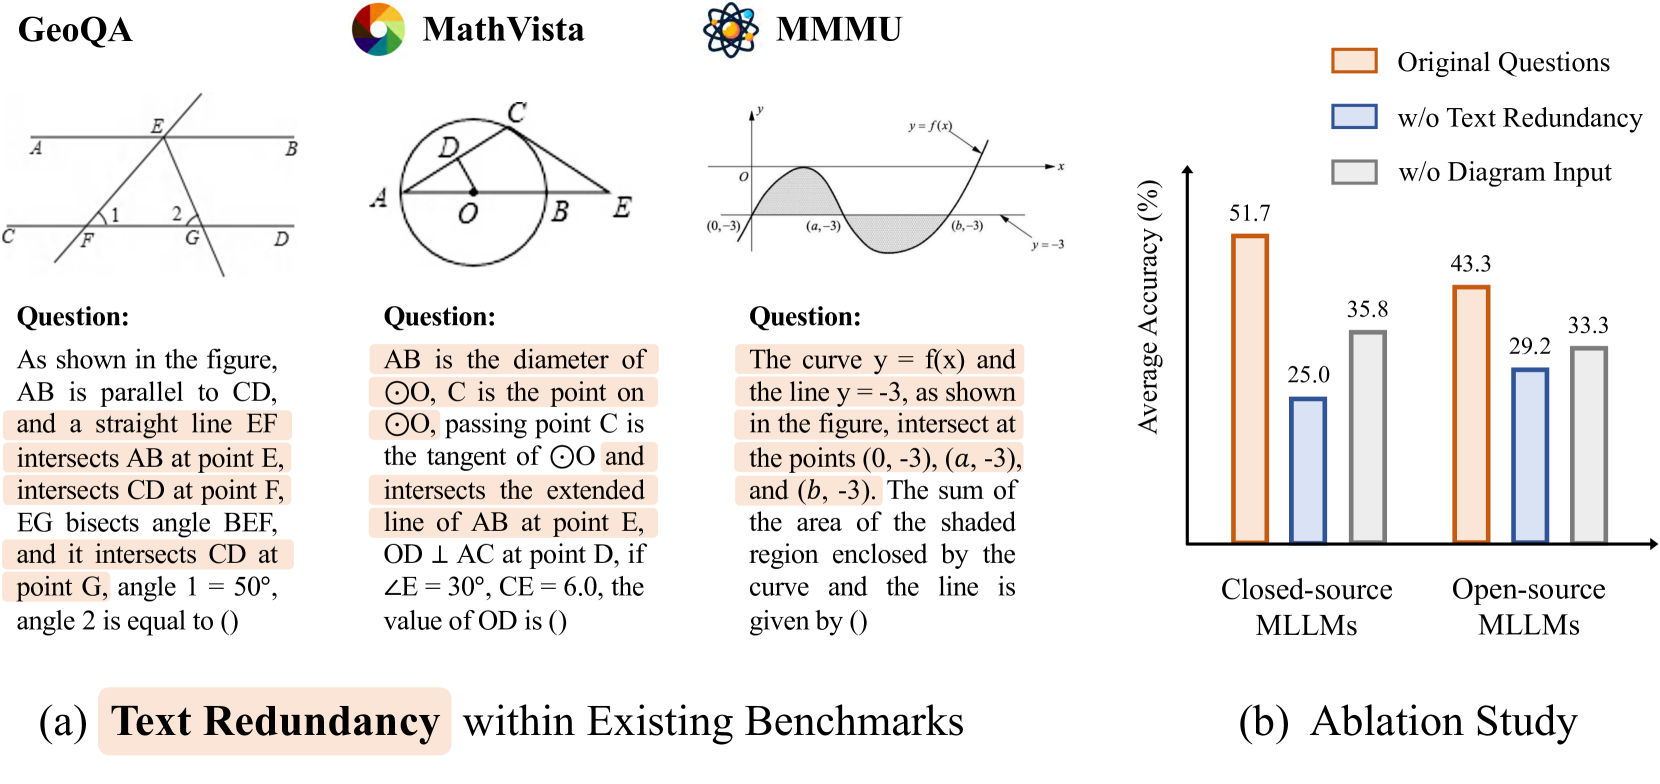 GeoQA
E
A
B
1
2
C
F
G
D
Question:
As shown in the figure,
AB is parallel to CD,
and a straight line EF
intersects AB at point E,
intersects CD at point F,
EG bisects angle BEF,
and it intersects CD at
point G, angle 1 = 50°,
angle 2 is equal to ()
MathVista
C
D
A
O
B
E
Question:
AB is the diameter of
⊙O, C is the point on
⊙O, passing point C is
the tangent of ⊙O and
intersects the extended
line of AB at point E,
OD ⊥ AC at point D, if
∠E = 30°, CE = 6.0, the
value of OD is ()
MMMU
y
y = f(x)
x
O
(0,−3)
(a,−3)
(b,−3)
y = −3
Question:
The curve y = f(x) and
the line y = -3, as shown
in the figure, intersect at
the points (0, -3), (a, -3),
and (b, -3). The sum of
the area of the shaded
region enclosed by the
curve and the line is
given by ()
(a) Text Redundancy within Existing Benchmarks
Original Questions
w/o Text Redundancy
w/o Diagram Input
Average Accuracy (%)
51.7
25.0
35.8
43.3
29.2
33.3
Closed-source
MLLMs
Open-source
MLLMs
(b) Ablation Study